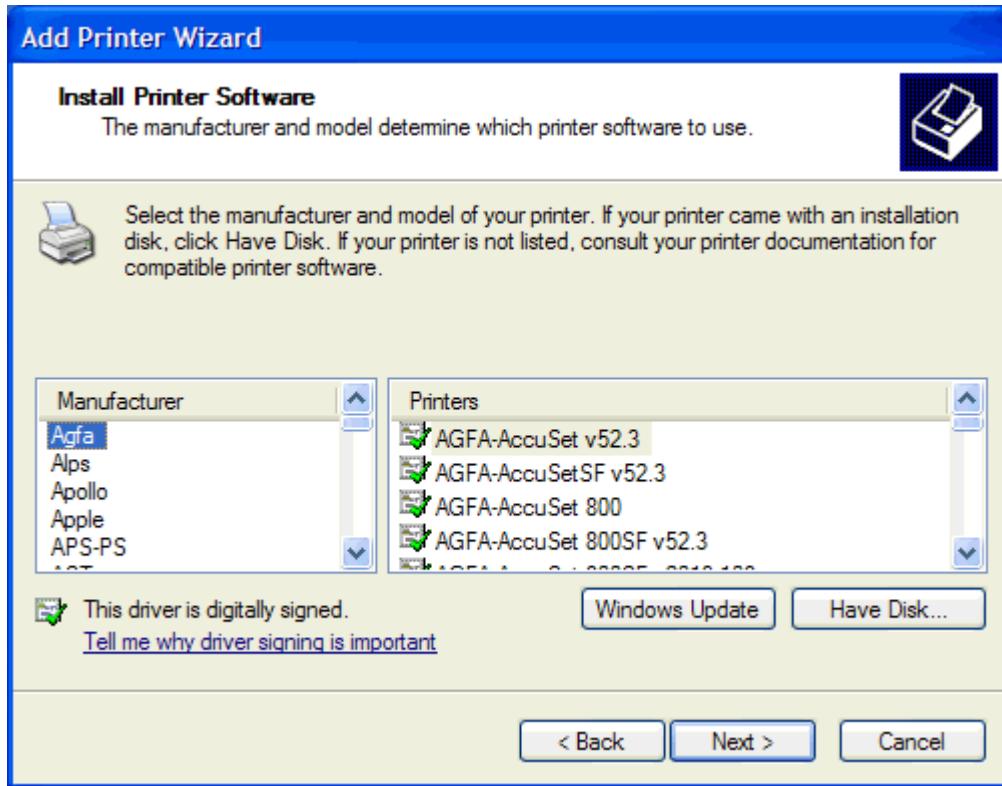 Add Printer Wizard
Install Printer Software
The manufacturer and model determine which printer software to use.
Select the manufacturer and model of your printer. If your printer came with an installation
disk, click Have Disk. If your printer is not listed, consult your printer documentation for
compatible printer software.
Manufacturer
Agfa
Alps
Apollo
Apple
APS-PS
Printers
AGFA-AccuSet v52.3
AGFA-AccuSetSF v52.3
AGFA-AccuSet 800
AGFA-AccuSet 800SF v52.3
This driver is digitally signed.
Tell me why driver signing is important
Windows Update
Have Disk...
< Back
Next >
Cancel